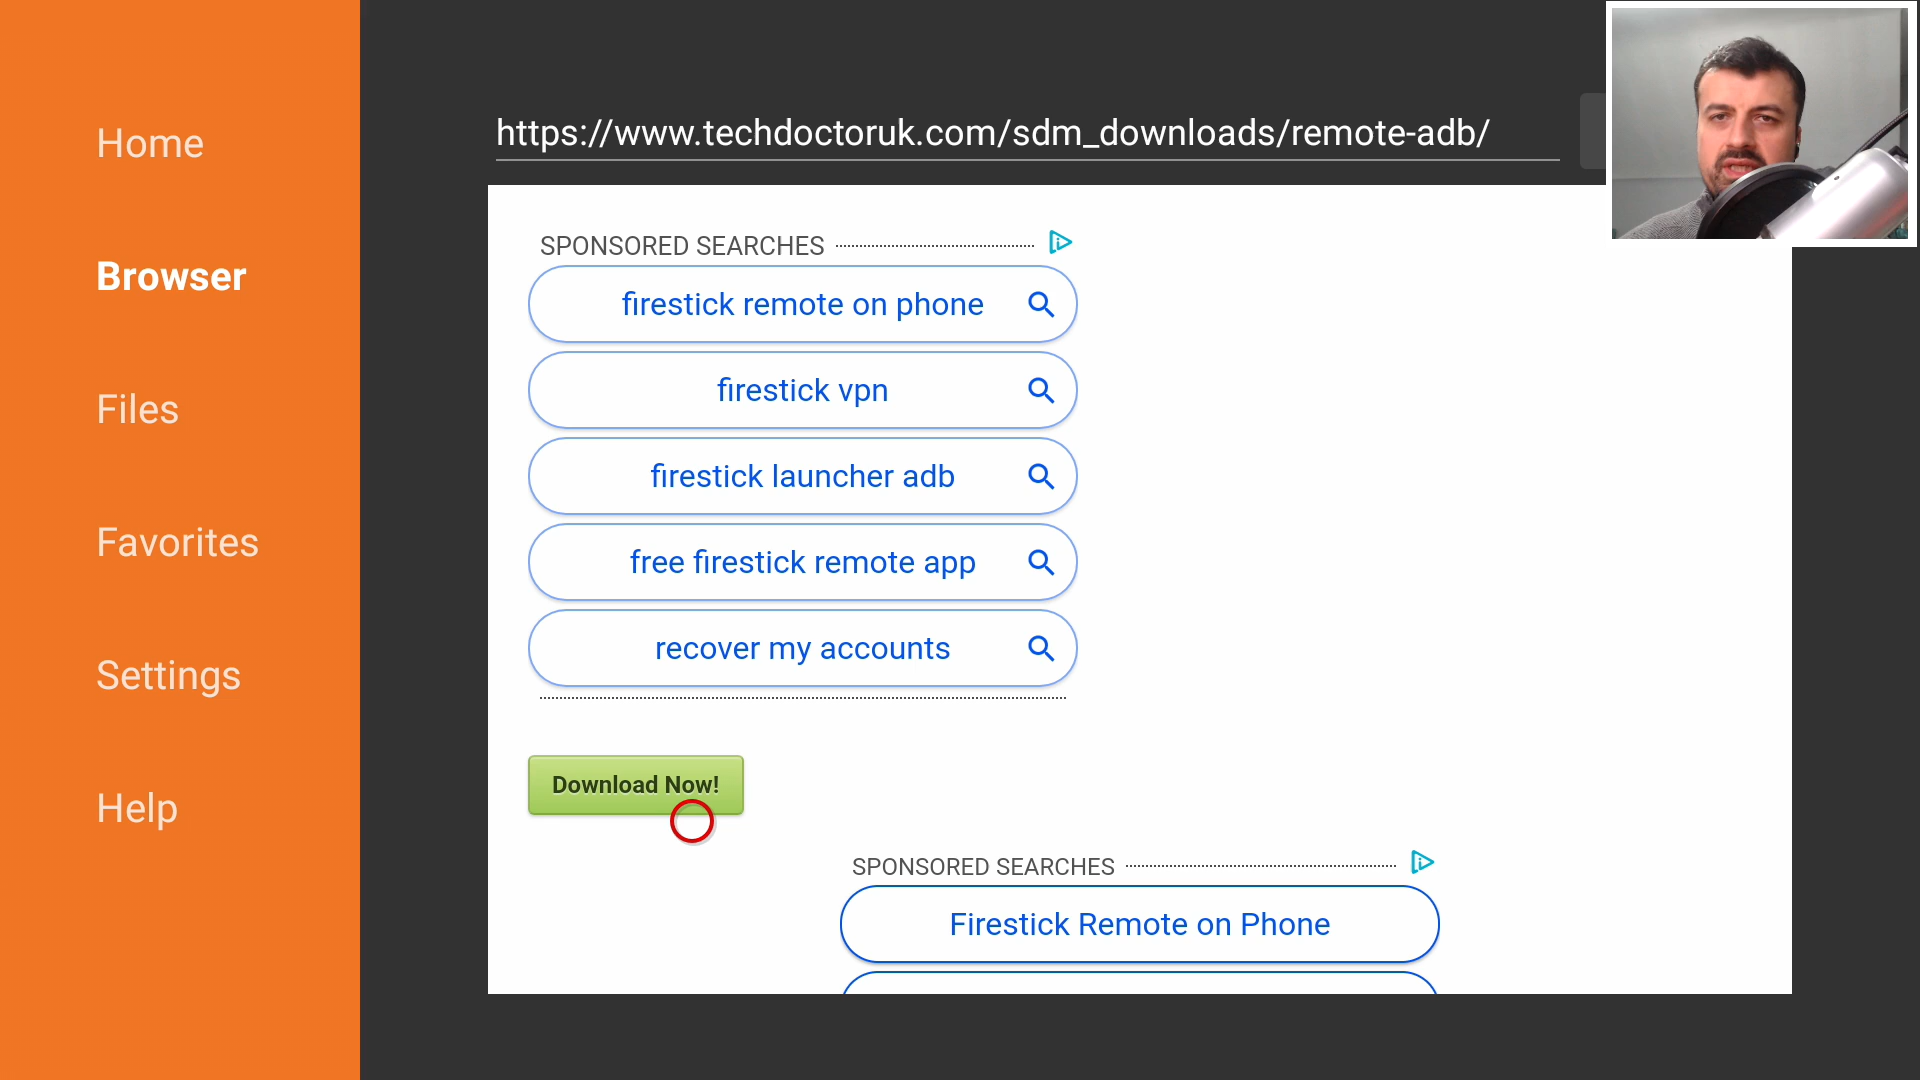 Home
Browser
Files
Favorites
Settings
Help
https://www.techdoctoruk.com/sdm_downloads/remote-adb/
SPONSORED SEARCHES
firestick remote on phone
firestick vpn
firestick launcher adb
free firestick remote app
recover my accounts
Download Now!
SPONSORED SEARCHES
Firestick Remote on Phone